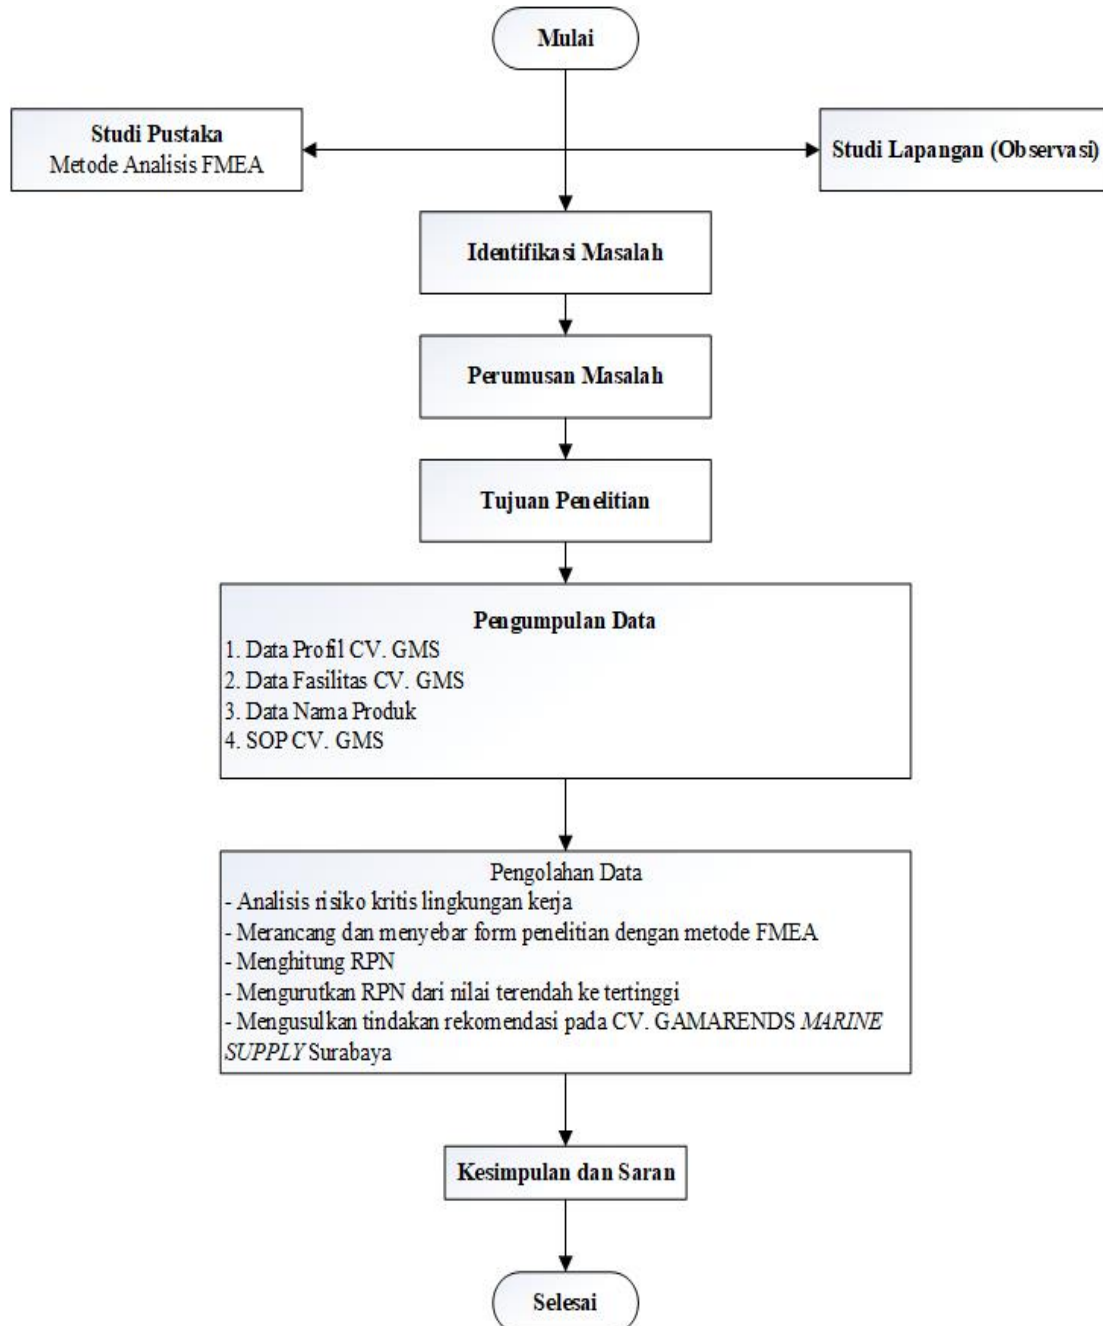 Mulai
Studi Pustaka
Metode Analisis FMEA
Studi Lapangan (Observasi)
Identifikasi Masalah
Perumusan Masalah
Tujuan Penelitian
Pengumpulan Data
1. Data Profil CV. GMS
2. Data Fasilitas CV. GMS
3. Data Nama Produk
4. SOP CV. GMS
Pengolahan Data
- Analisis risiko kritis lingkungan kerja
- Merancang dan menyebar form penelitian dengan metode FMEA
- Menghitung RPN
- Mengurutkan RPN dari nilai terendah ke tertinggi
- Mengusulkan tindakan rekomendasi pada CV. GAMARENDS MARINE
SUPPLY Surabaya
Kesimpulan dan Saran
Selesai